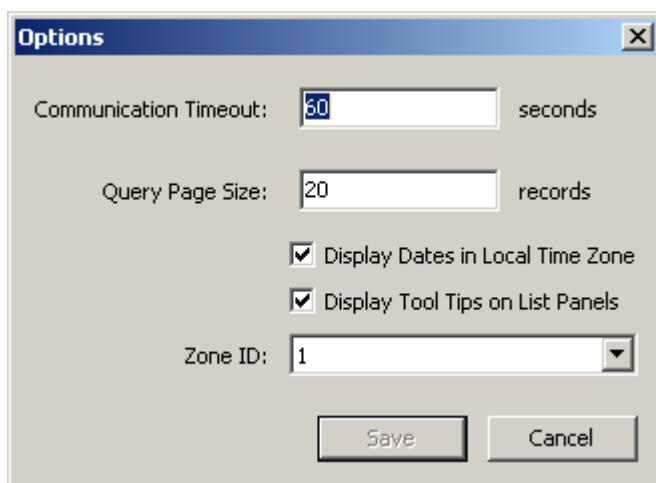 Options
Communication Timeout: 60 seconds
Query Page Size: 20 records
Display Dates in Local Time Zone
Display Tool Tips on List Panels
Zone ID: 1
Save Cancel